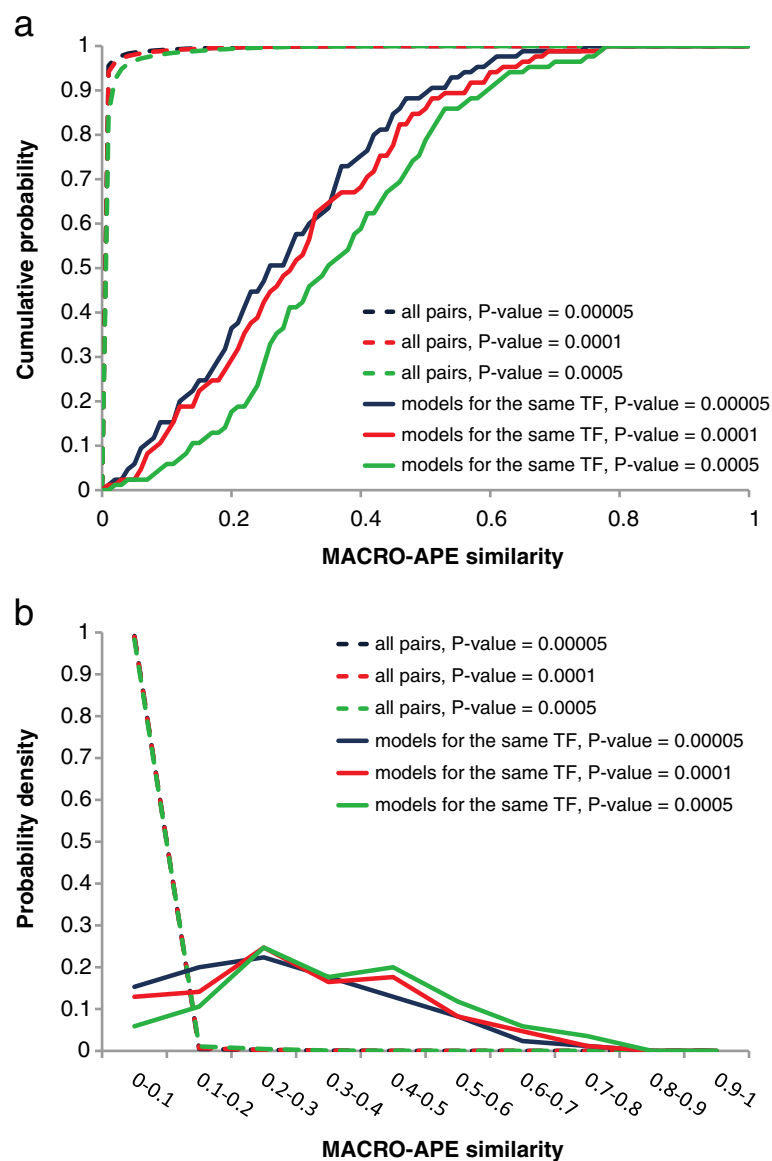 a
1
0.9
0.8
0.7
0.6
0.5
0.4
0.3
0.2
0.1
0
Cumulative probability
all pairs, P-value = 0.00005
all pairs, P-value = 0.0001
all pairs, P-value = 0.0005
models for the same TF, P-value = 0.00005
models for the same TF, P-value = 0.0001
models for the same TF, P-value = 0.0005
0 0.2 0.4 0.6 0.8 1
MACRO-APE similarity
b
1
0.9
0.8
0.7
0.6
0.5
0.4
0.3
0.2
0.1
0
Probability density
all pairs, P-value = 0.00005
all pairs, P-value = 0.0001
all pairs, P-value = 0.0005
models for the same TF, P-value = 0.00005
models for the same TF, P-value = 0.0001
models for the same TF, P-value = 0.0005
0-0.1 0.1-0.2 0.2-0.3 0.3-0.4 0.4-0.5 0.5-0.6 0.6-0.7 0.7-0.8 0.8-0.9 0.9-1
MACRO-APE similarity